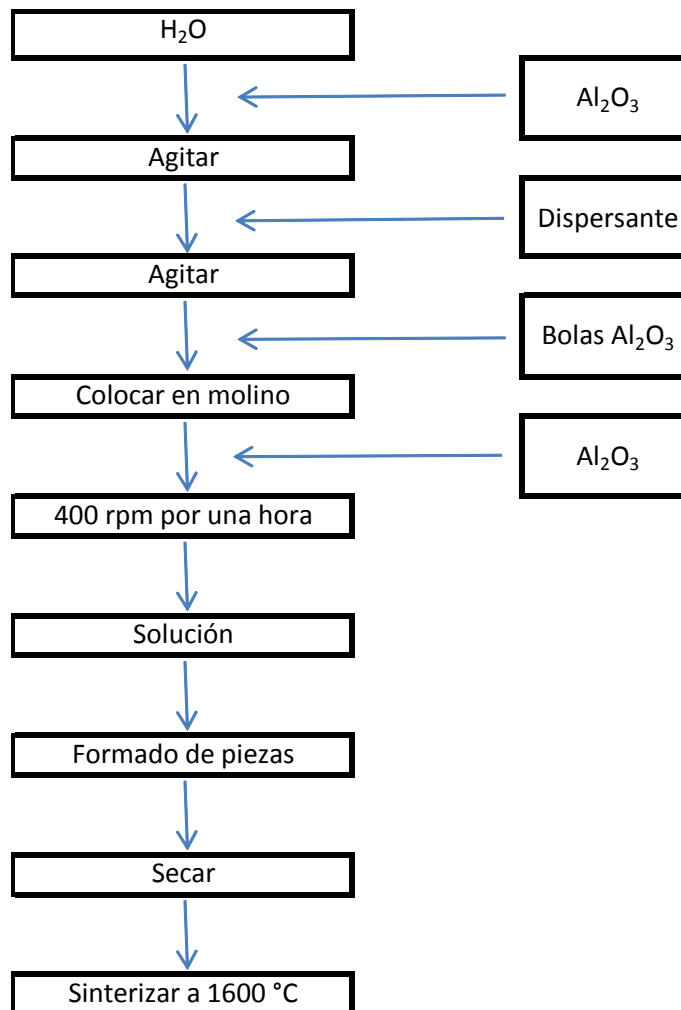 H₂O
Al₂O₃
Agitar
Dispersante
Agitar
Bolas Al₂O₃
Colocar en molino
Al₂O₃
400 rpm por una hora
Solución
Formado de piezas
Secar
Sinterizar a 1600 °C